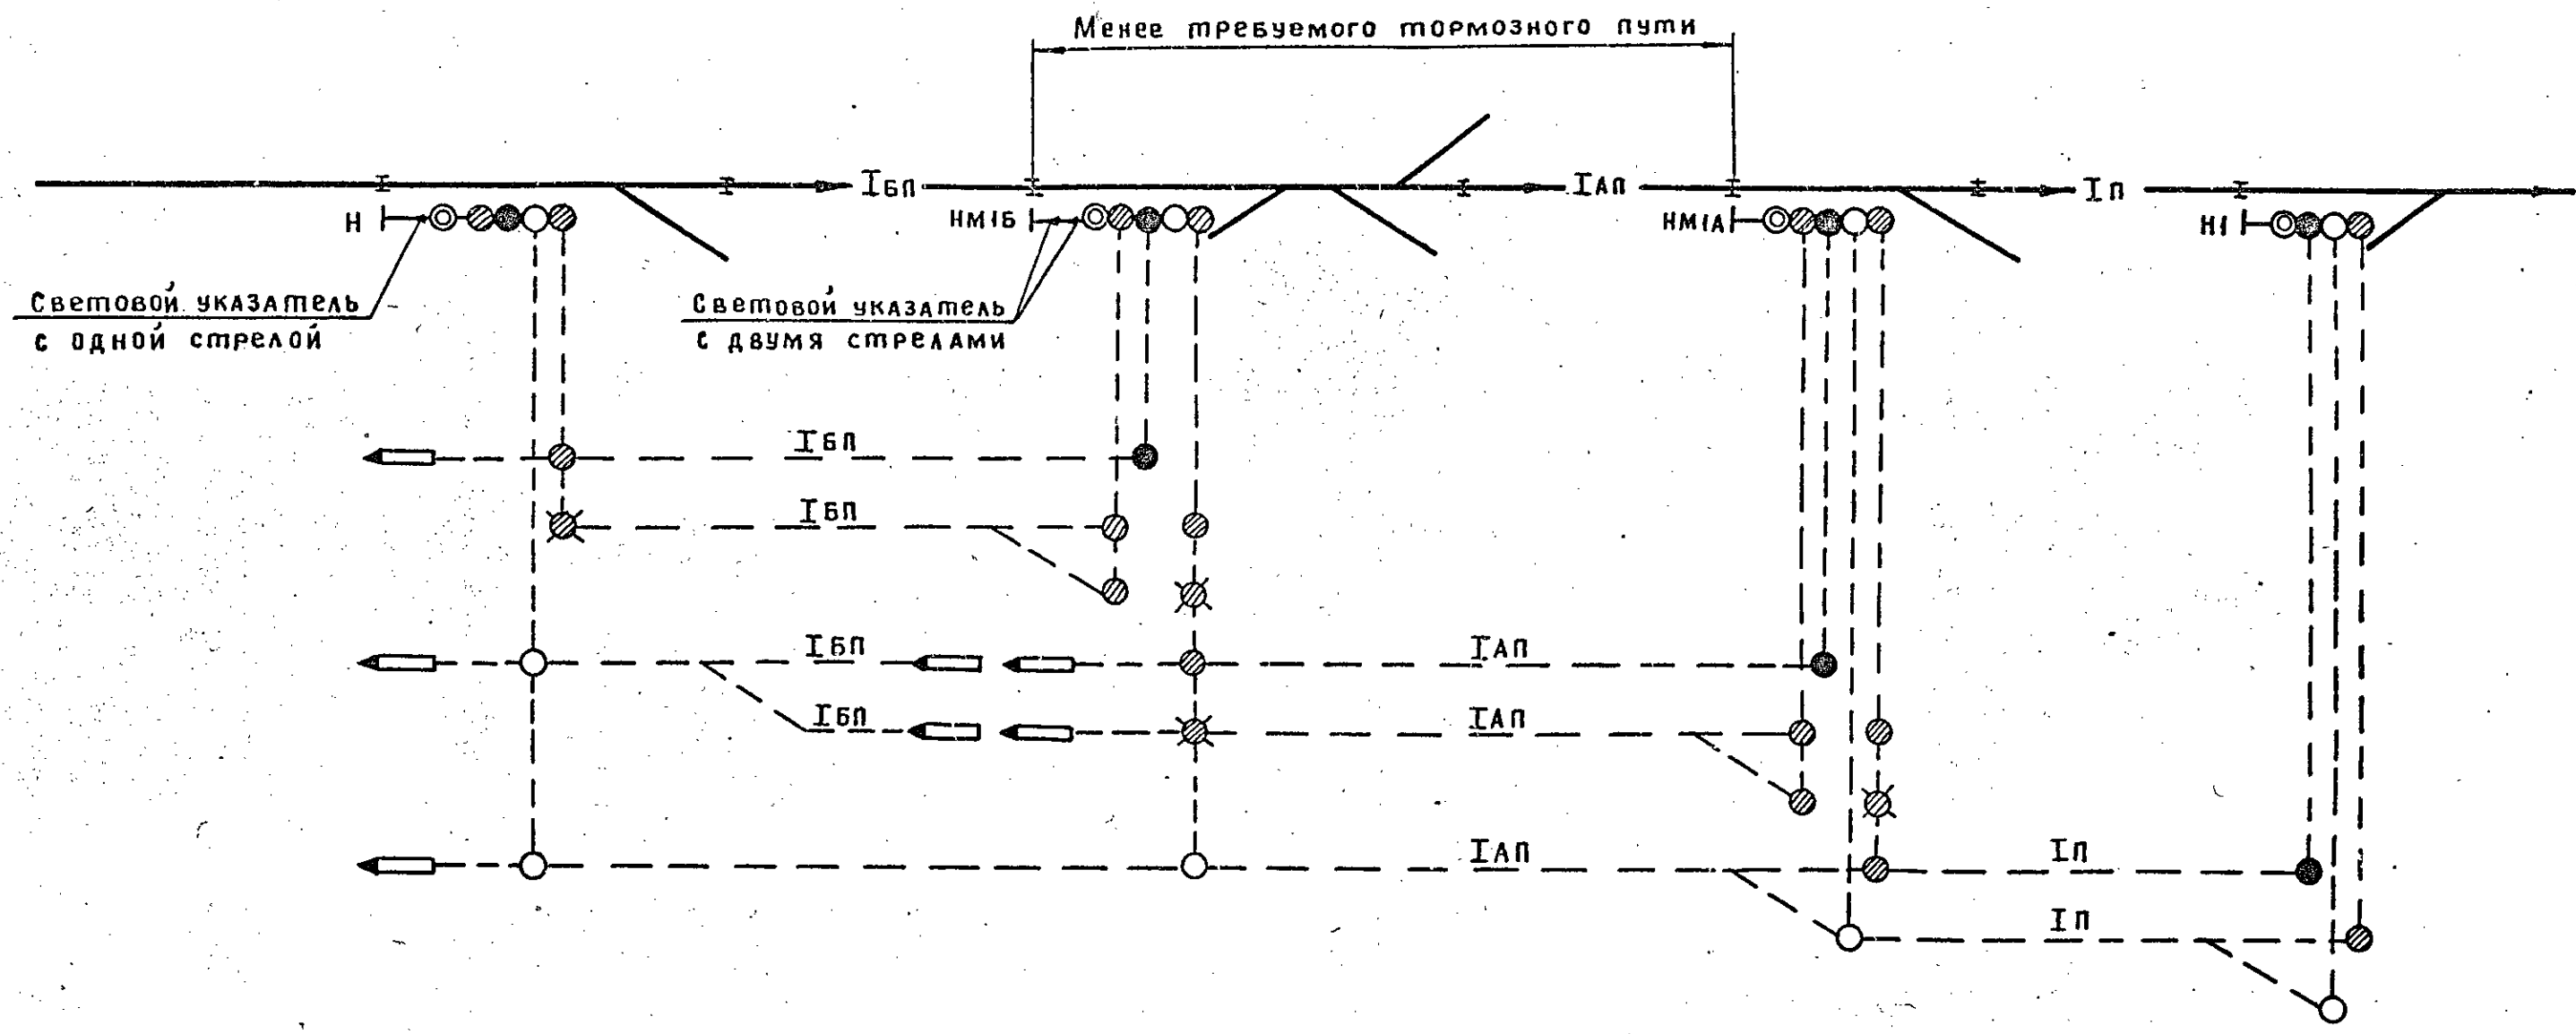 Менее требуемого тормозного пути
IБП
IАП
IП
Н
НМ1Б
НМ1А
Н1
Световой указатель
с одной стрелой
Световой указатель
с двумя стрелами
IБП
IБП
IБП
IАП
IБП
IАП
IАП
IП
IП